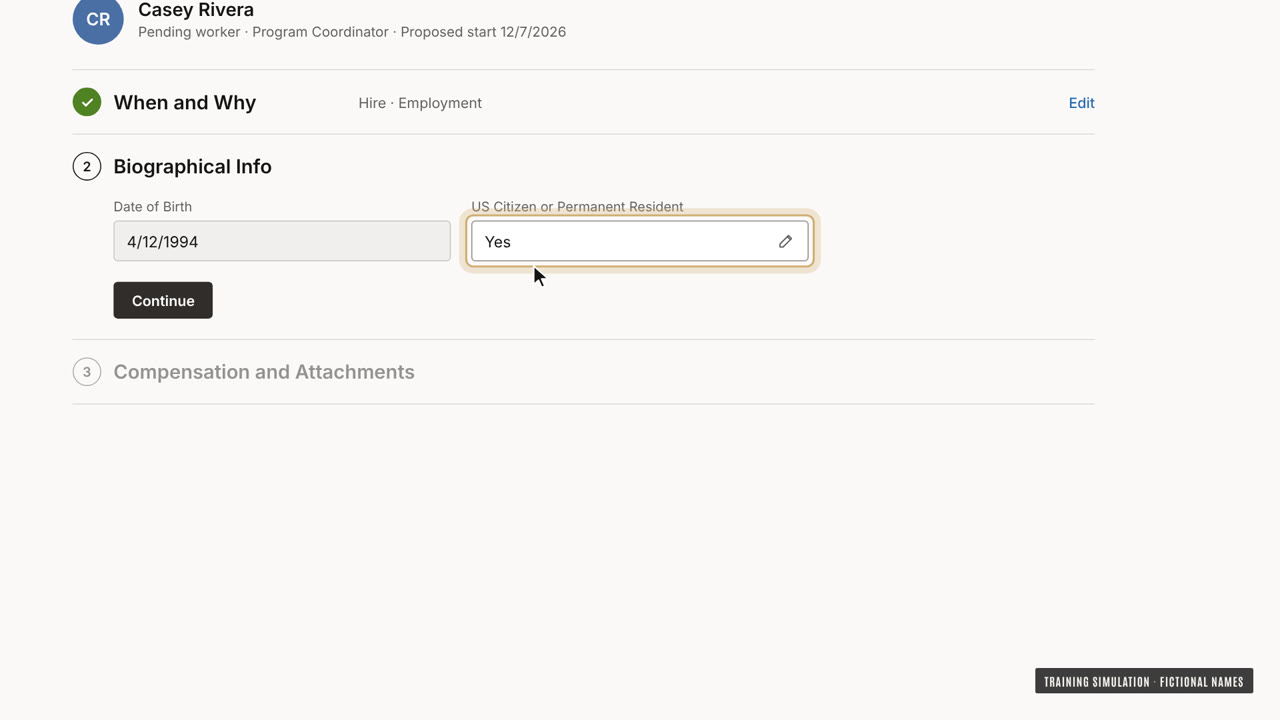 CR
Casey Rivera
Pending worker · Program Coordinator · Proposed start 12/7/2026
When and Why
Hire · Employment
Edit
2
Biographical Info
Date of Birth
US Citizen or Permanent Resident
4/12/1994
Yes
Continue
3
Compensation and Attachments
TRAINING SIMULATION · FICTIONAL NAMES